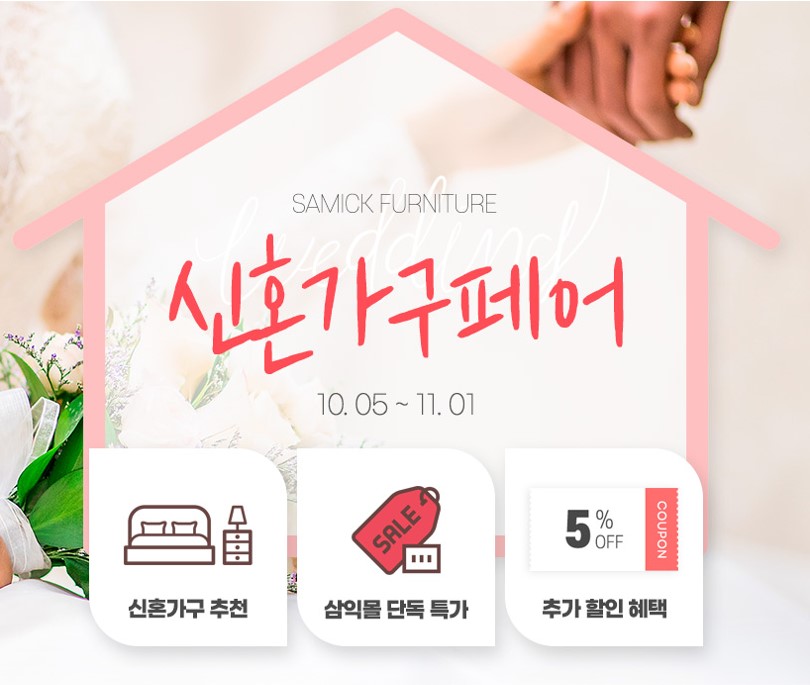 SAMICK FURNITURE
wedding
신혼가구페어
10. 05 ~ 11. 01
SALE
5% OFF
COUPON
신혼가구 추천
삼익몰 단독 특가
추가 할인 혜택